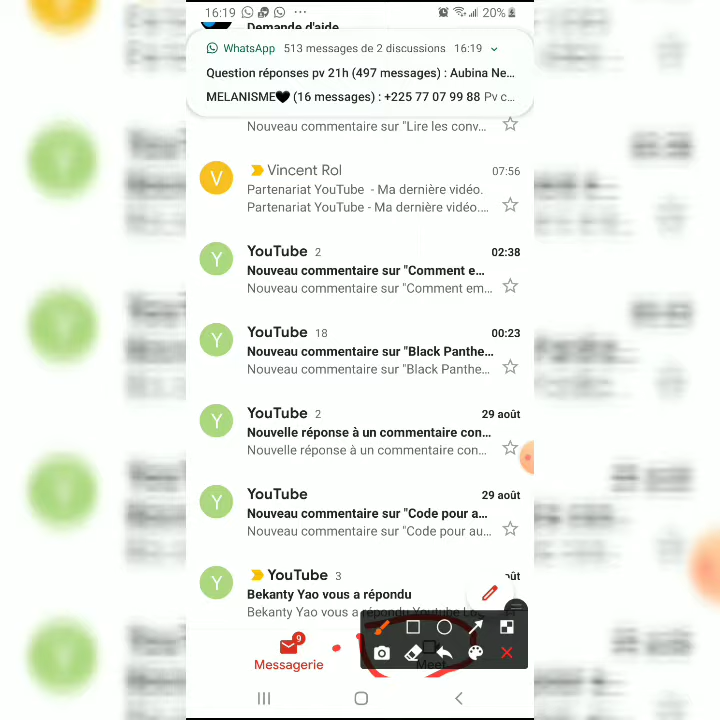 16:19
20%
Demande d'aide
WhatsApp 513 messages de 2 discussions 16:19
Question réponses pv 21h (497 messages) : Aubina Ne...
MELANISME🖤 (16 messages) : +225 77 07 99 88 Pv c...
Nouveau commentaire sur "Lire les conv...
V Vincent Rol 07:56
Partenariat YouTube - Ma dernière vidéo.
Partenariat YouTube - Ma dernière vidéo....
Y YouTube 2 02:38
Nouveau commentaire sur "Comment e...
Nouveau commentaire sur "Comment em...
Y YouTube 18 00:23
Nouveau commentaire sur "Black Panthe...
Nouveau commentaire sur "Black Panthe...
Y YouTube 2 29 août
Nouvelle réponse à un commentaire con...
Nouvelle réponse à un commentaire con...
Y YouTube 29 août
Nouveau commentaire sur "Code pour a...
Nouveau commentaire sur "Code pour au...
Y YouTube 3 oût
Bekanty Yao vous a répondu
Bekanty Yao vous a répondu Youtube
9
Messagerie Meet